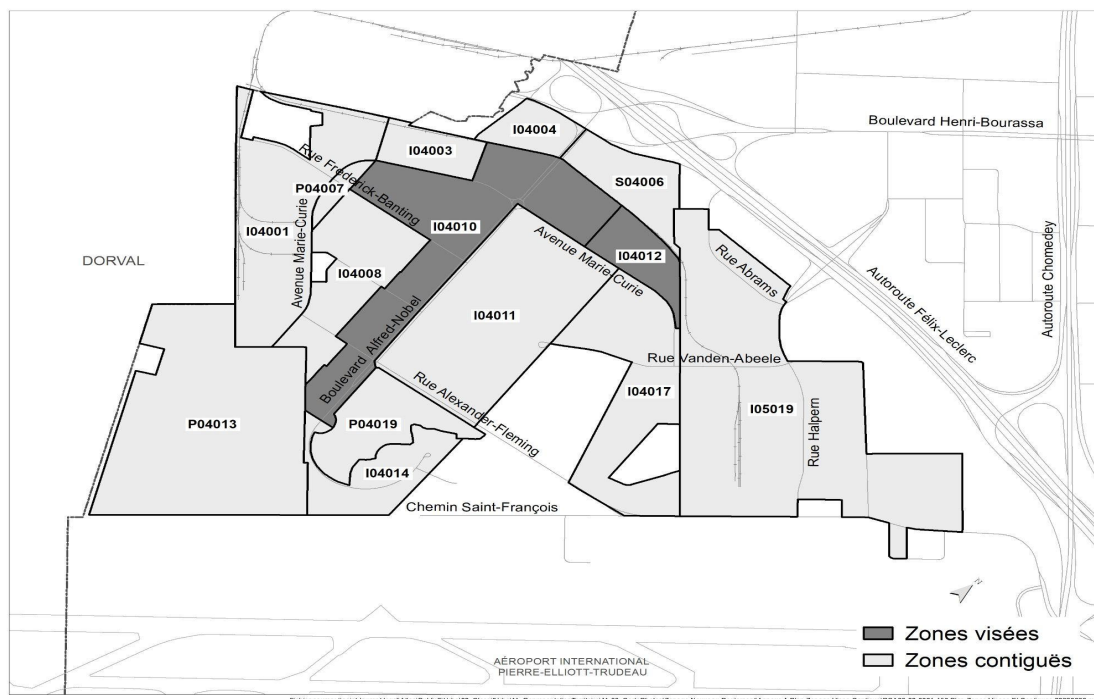 Boulevard Henri-Bourassa
I04004
I04003
Rue Frederick-Banting
S04006
P04007
I04001
Avenue Marie-Curie
I04010
Avenue Marie-Curie
I04012
Rue Abrams
DORVAL
I04008
Autoroute Félix-Leclerc
Autoroute Chomedey
I04011
Boulevard Alfred-Nobel
Rue Vanden-Abeele
Rue Alexander-Fleming
I04017
I05019
Rue Halpern
P04013
P04019
I04014
Chemin Saint-François
N
Zones visées
Zones contiguës
AÉROPORT INTERNATIONAL
PIERRE-ELLIOTT-TRUDEAU